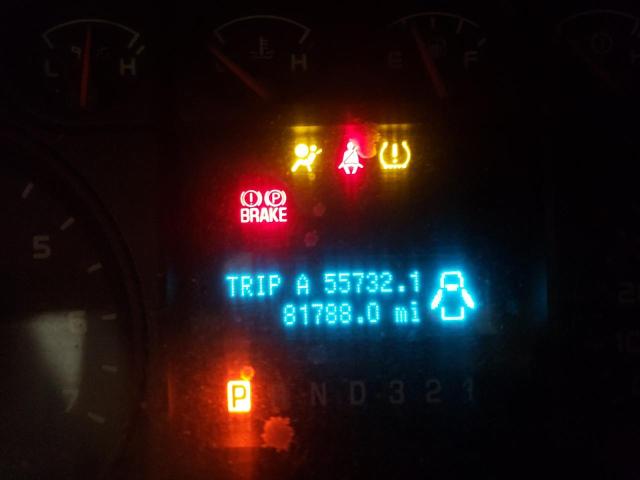 L H H E F
BRAKE
5
TRIP A 55732.1
81788.0 mi
6
7
P R N D 3 2 1